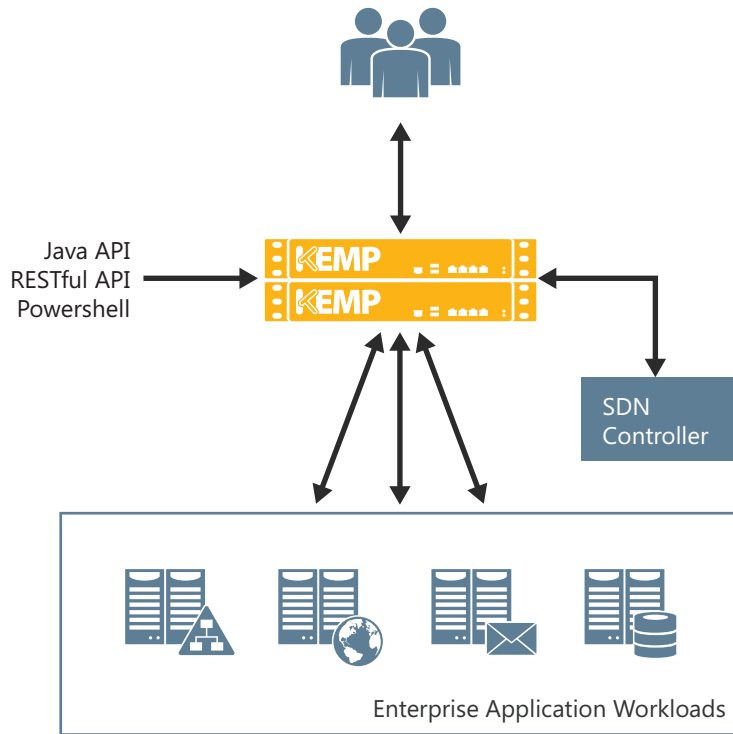 Java API
RESTful API
Powershell
KEMP
KEMP
SDN
Controller
Enterprise Application Workloads